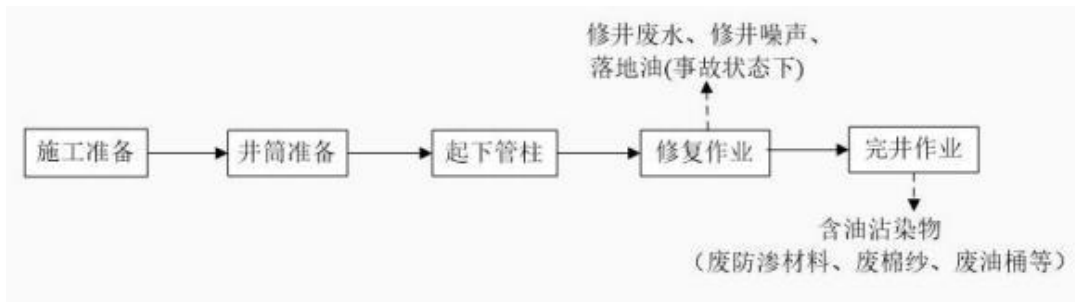 修井废水、修井噪声、
落地油(事故状态下)
施工准备
井筒准备
起下管柱
修复作业
完井作业
含油沾染物
（废防渗材料、废棉纱、废油桶等）